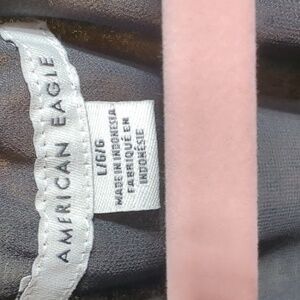 AMERICAN EAGLE
L/G/G
MADE IN INDONESIA
FABRIQUÉ EN
INDONÉSIE